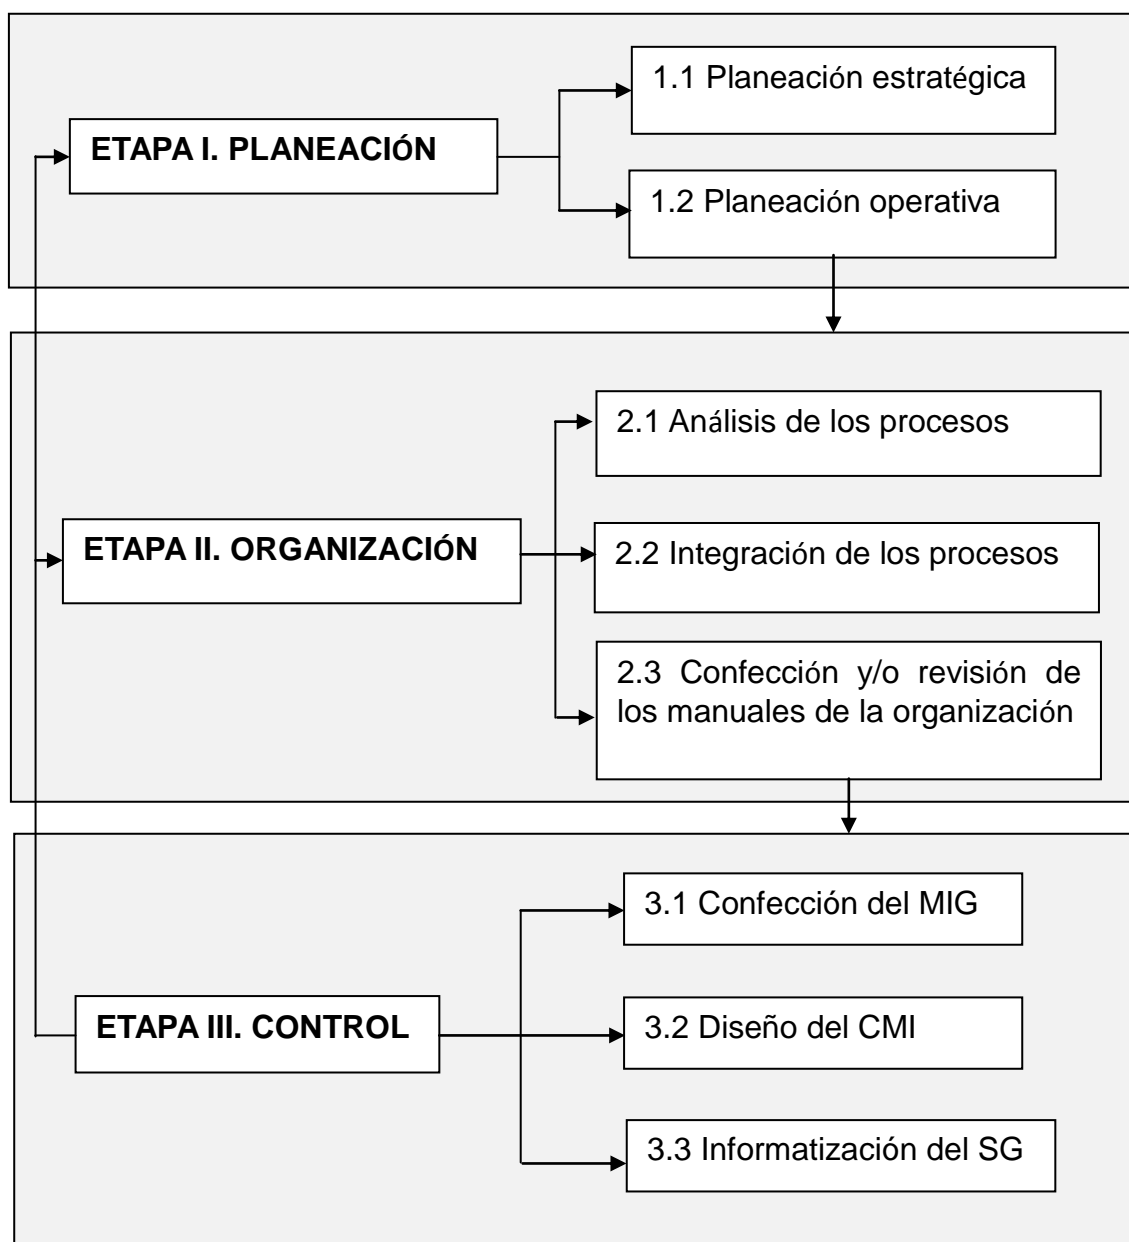 1.1 Planeación estratégica
ETAPA I. PLANEACIÓN
1.2 Planeación operativa
2.1 Análisis de los procesos
ETAPA II. ORGANIZACIÓN
2.2 Integración de los procesos
2.3 Confección y/o revisión de
los manuales de la organización
3.1 Confección del MIG
ETAPA III. CONTROL
3.2 Diseño del CMI
3.3 Informatización del SG